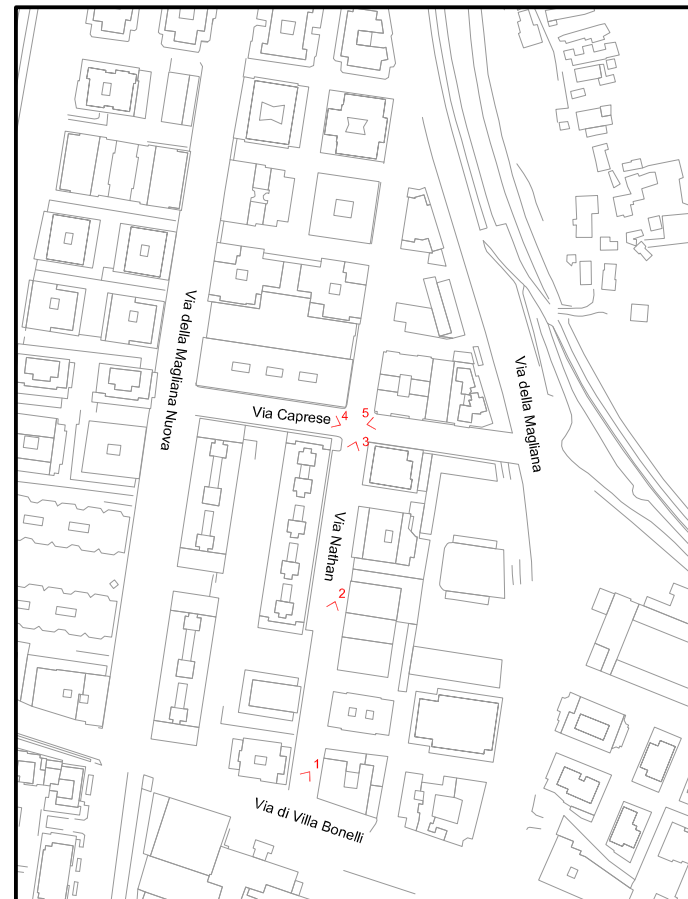 Via della Magliana Nuova
Via Caprese
4
5
3
Via della Magliana
Via Nathan
2
1
Via di Villa Bonelli